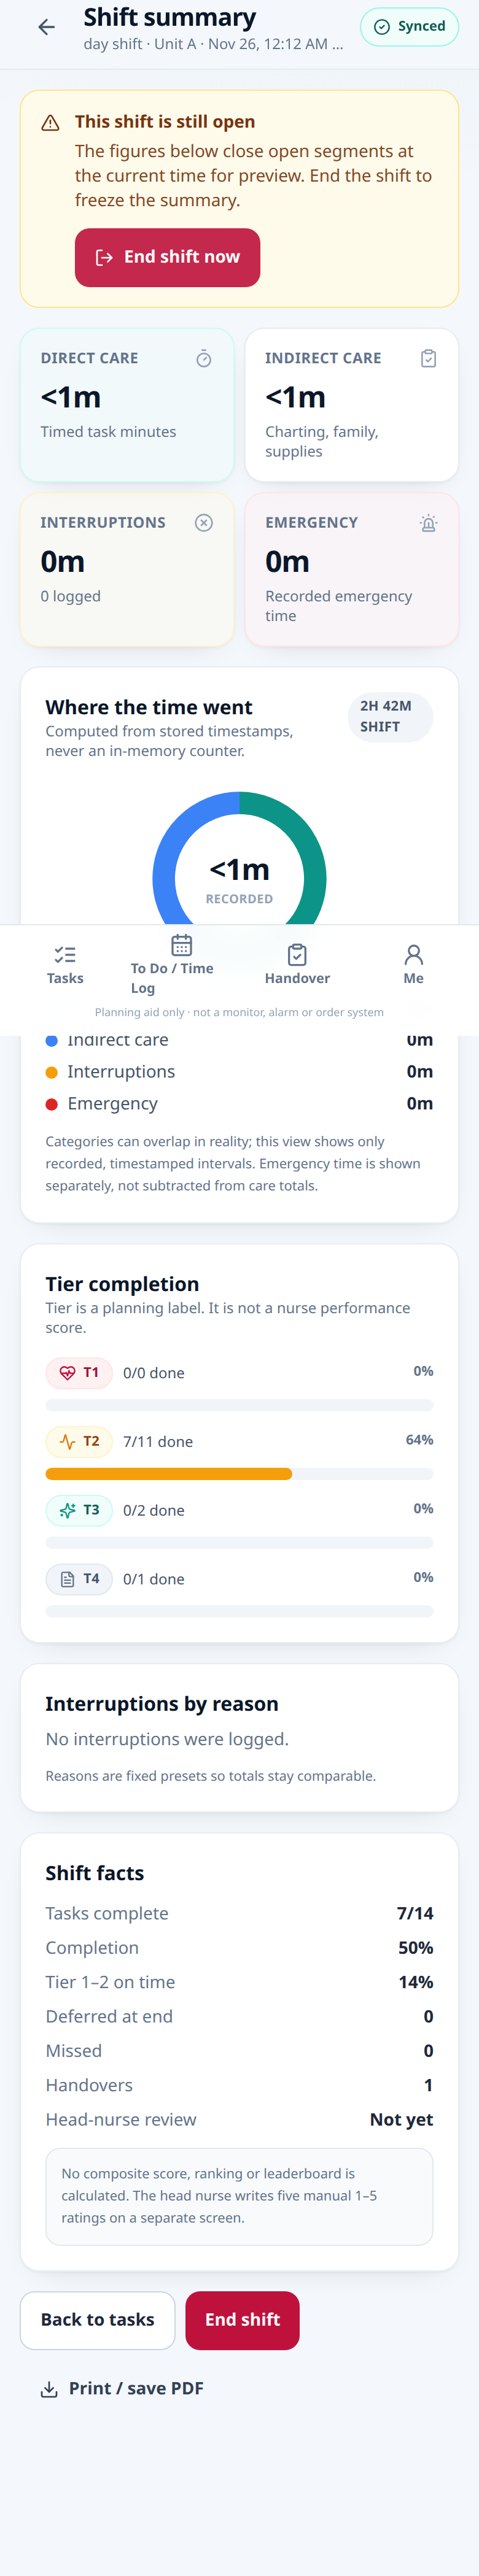 Shift summary
day shift · Unit A · Nov 26, 12:12 AM ...
Synced
This shift is still open
The figures below close open segments at
the current time for preview. End the shift to
freeze the summary.
End shift now
DIRECT CARE
<1m
Timed task minutes
INDIRECT CARE
<1m
Charting, family,
supplies
INTERRUPTIONS
0m
0 logged
EMERGENCY
0m
Recorded emergency
time
Where the time went
Computed from stored timestamps,
never an in-memory counter.
2H 42M
SHIFT
<1m
RECORDED
Tasks
To Do / Time
Log
Handover
Me
Planning aid only · not a monitor, alarm or order system
Indirect care 0m
Interruptions 0m
Emergency 0m
Categories can overlap in reality; this view shows only
recorded, timestamped intervals. Emergency time is shown
separately, not subtracted from care totals.
Tier completion
Tier is a planning label. It is not a nurse performance
score.
T1 0/0 done 0%
T2 7/11 done 64%
T3 0/2 done 0%
T4 0/1 done 0%
Interruptions by reason
No interruptions were logged.
Reasons are fixed presets so totals stay comparable.
Shift facts
Tasks complete 7/14
Completion 50%
Tier 1–2 on time 14%
Deferred at end 0
Missed 0
Handovers 1
Head-nurse review Not yet
No composite score, ranking or leaderboard is
calculated. The head nurse writes five manual 1–5
ratings on a separate screen.
Back to tasks
End shift
Print / save PDF